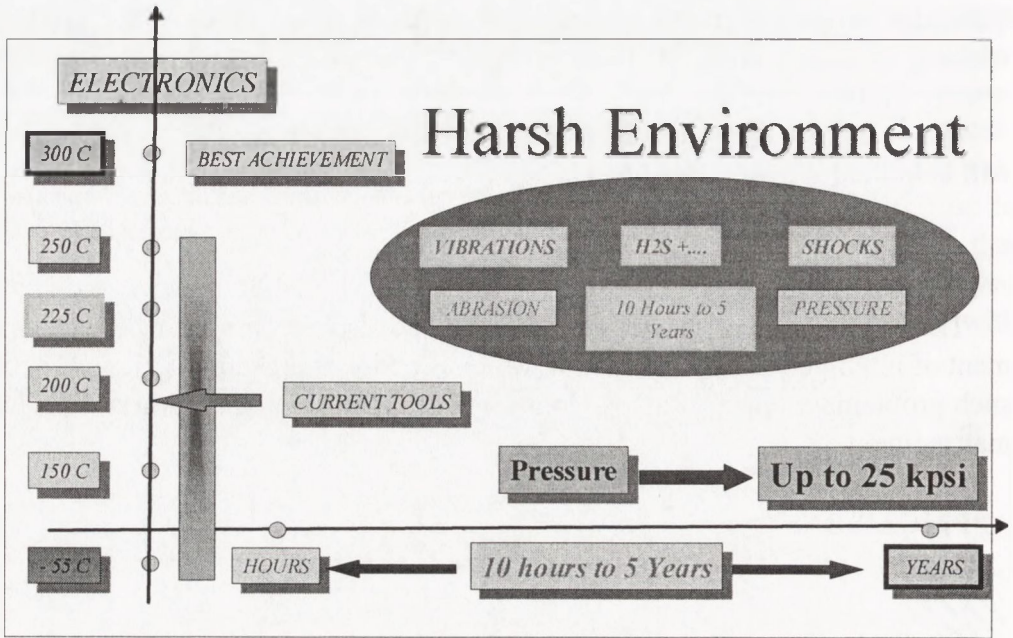 ELECTRONICS
Harsh Environment
300 C
BEST ACHIEVEMENT
250 C
VIBRATIONS
H2S +....
SHOCKS
225 C
ABRASION
10 Hours to 5
Years
PRESSURE
200 C
CURRENT TOOLS
150 C
Pressure
Up to 25 kpsi
- 55 C
HOURS
10 hours to 5 Years
YEARS